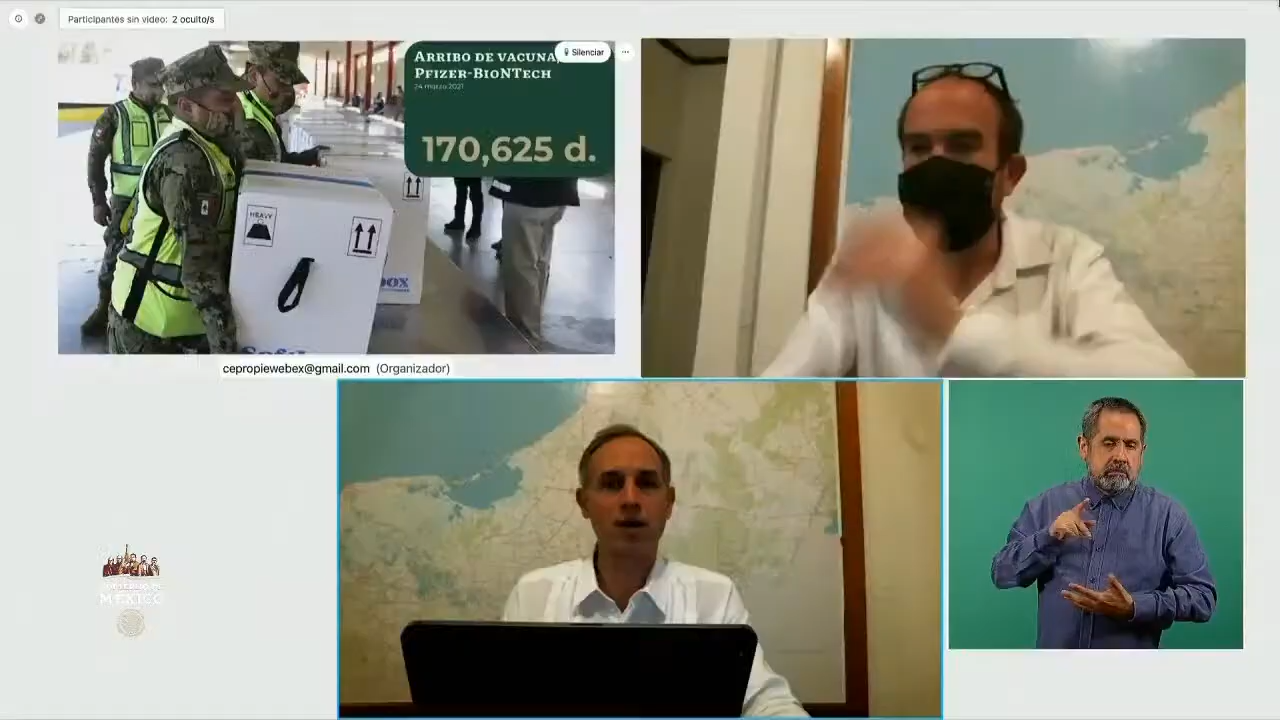 Participantes sin video: 2 oculto/s
Silenciar
ARRIBO DE VACUNA
PFIZER-BIONTECH
24 marzo 2021
170,625 d.
HEAVY
cepropiewebex@gmail.com (Organizador)
MÉXICO